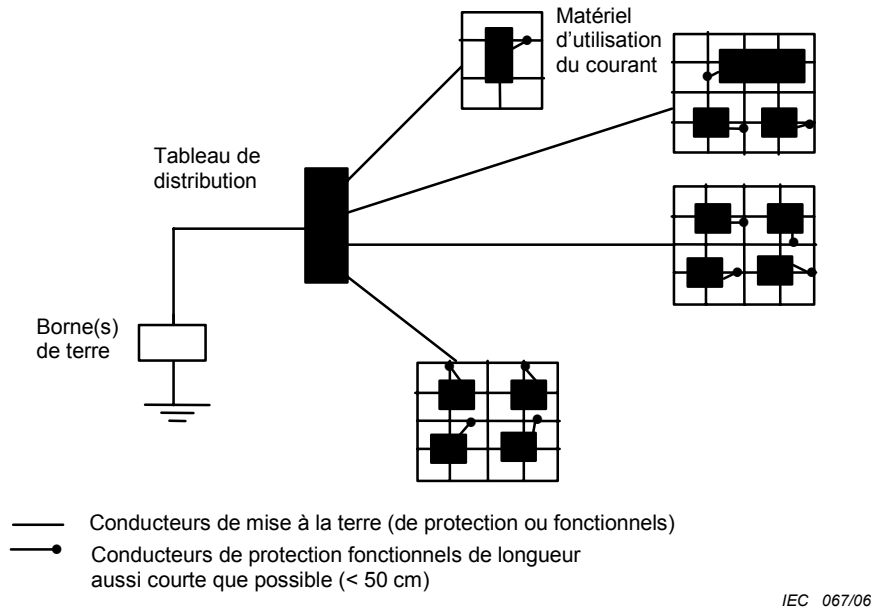 Matériel
d'utilisation
du courant
Tableau de
distribution
Borne(s)
de terre
Conducteurs de mise à la terre (de protection ou fonctionnels)
Conducteurs de protection fonctionnels de longueur
aussi courte que possible (< 50 cm)
IEC 067/06